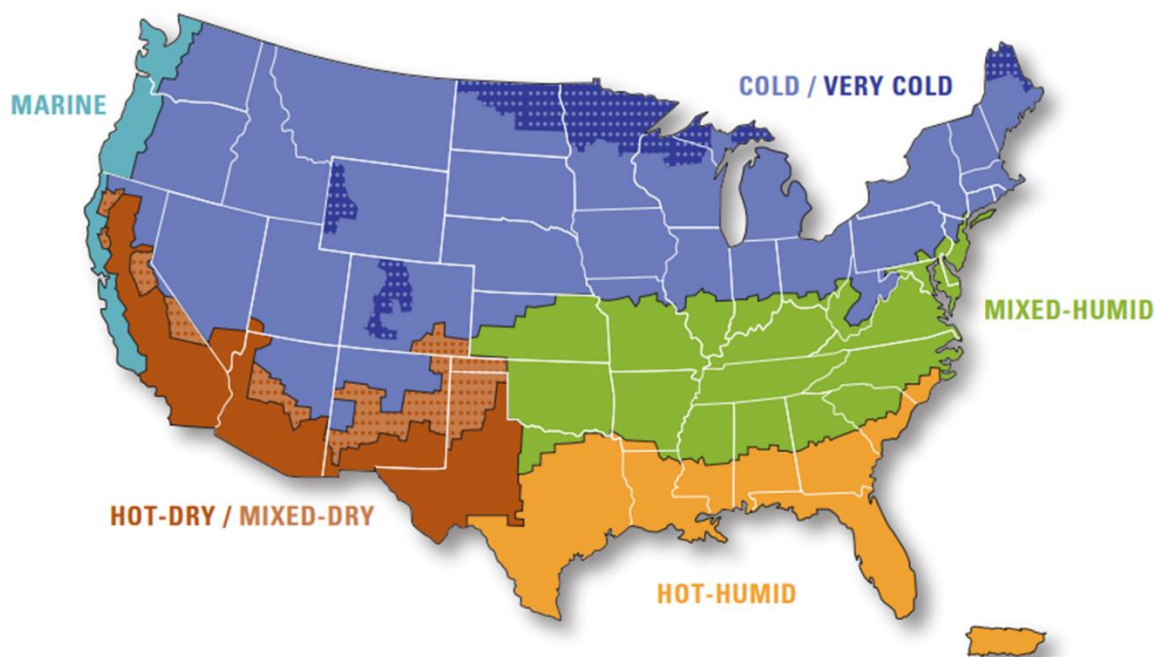 COLD / VERY COLD
MARINE
MIXED-HUMID
HOT-DRY / MIXED-DRY
HOT-HUMID